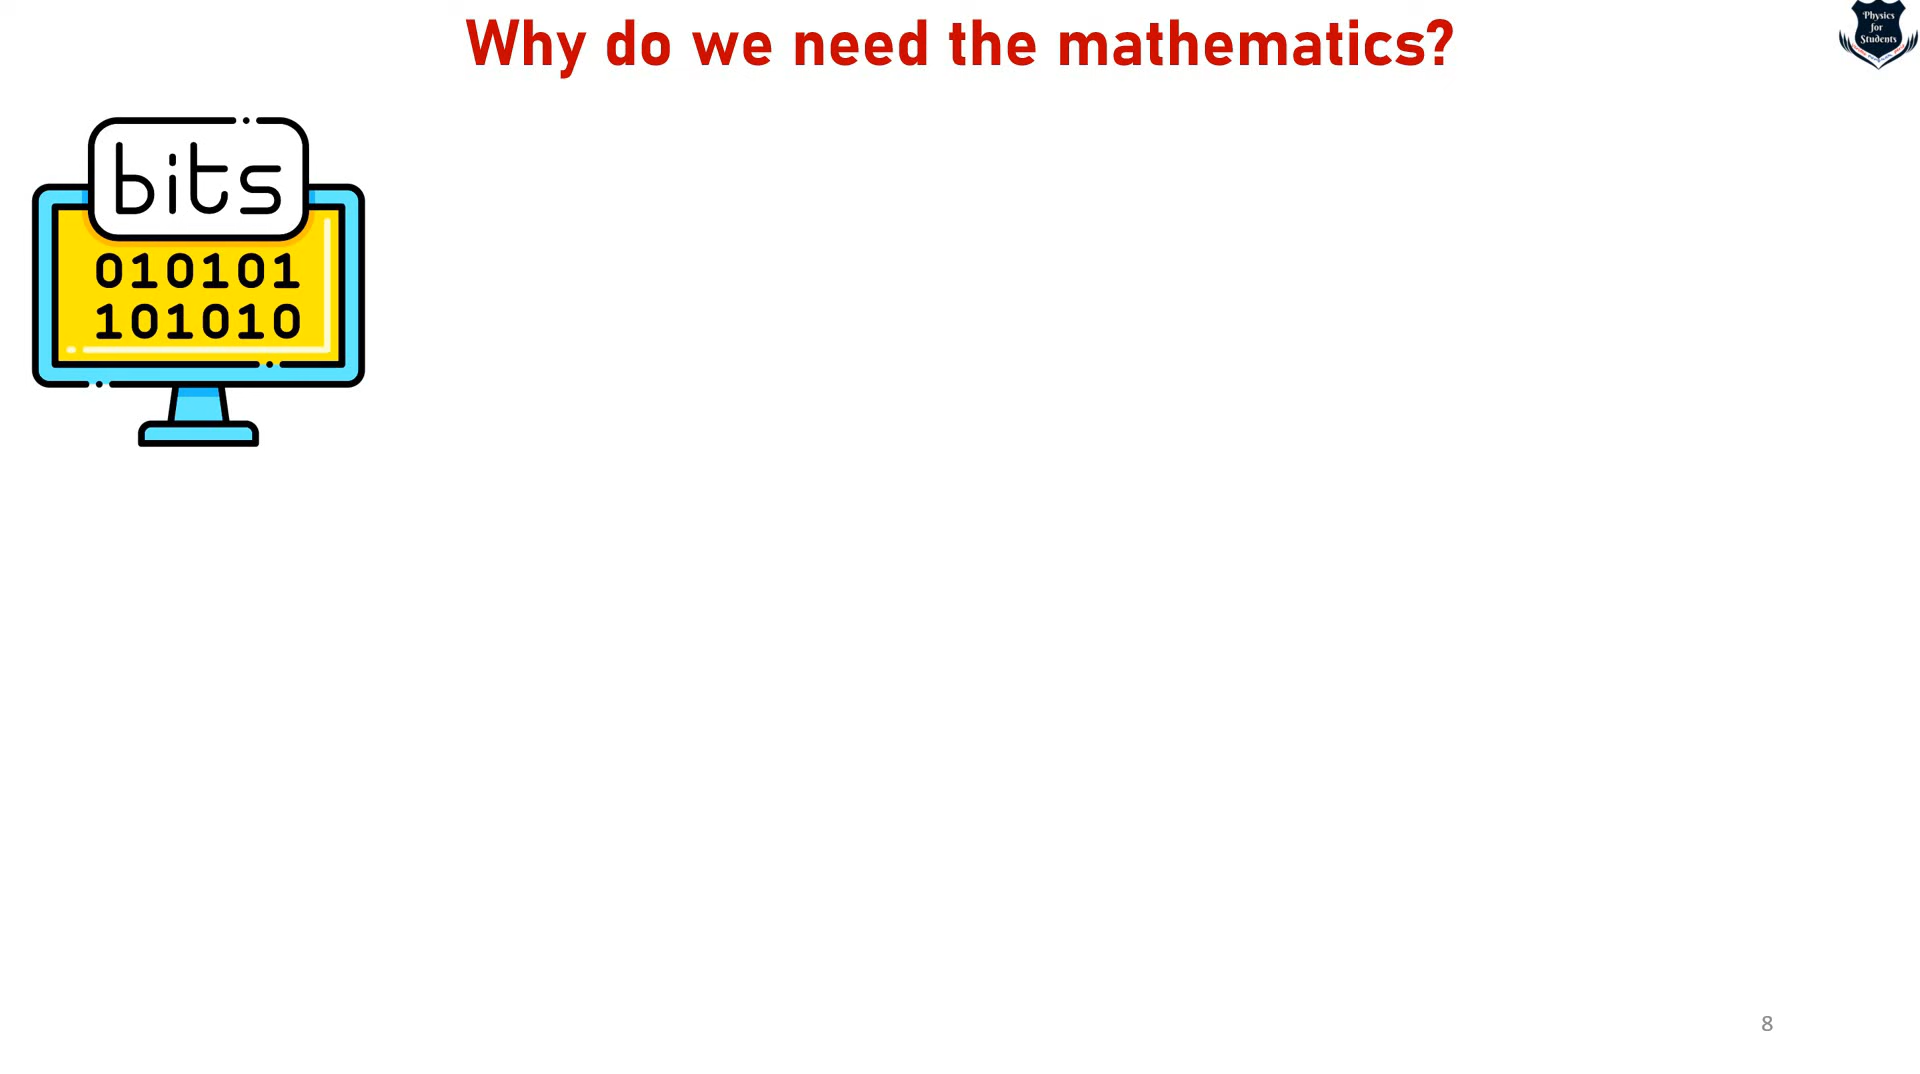 Why do we need the mathematics?
Physics
for
Students
bits
010101
101010
8